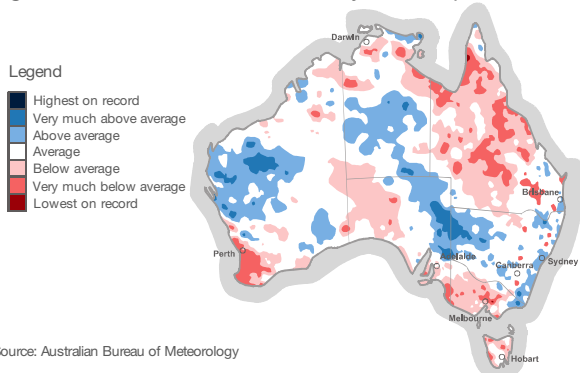 Darwin
Legend
Highest on record
Very much above average
Above average
Average
Below average
Very much below average
Lowest on record
Brisbane
Perth
Adelaide
Canberra
Sydney
Melbourne
Hobart
ource: Australian Bureau of Meteorology